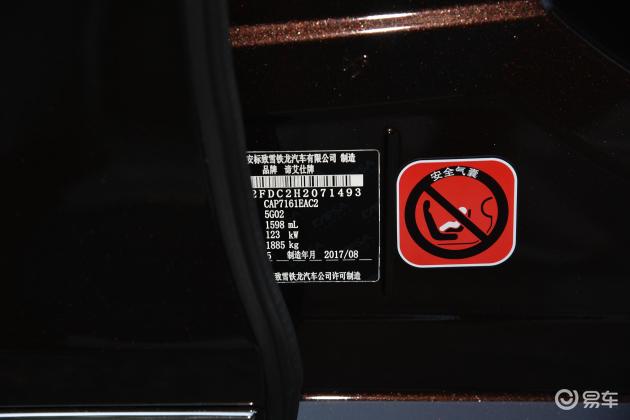 安标致雪铁龙汽车有限公司 制造
品牌 谛艾仕牌
2FDC2H2071493
CAP7161EAC2
5G02
1598 mL
123 kW
1885 kg
5 制造年月 2017/08
致雪铁龙汽车公司许可制造
安全气囊
易车